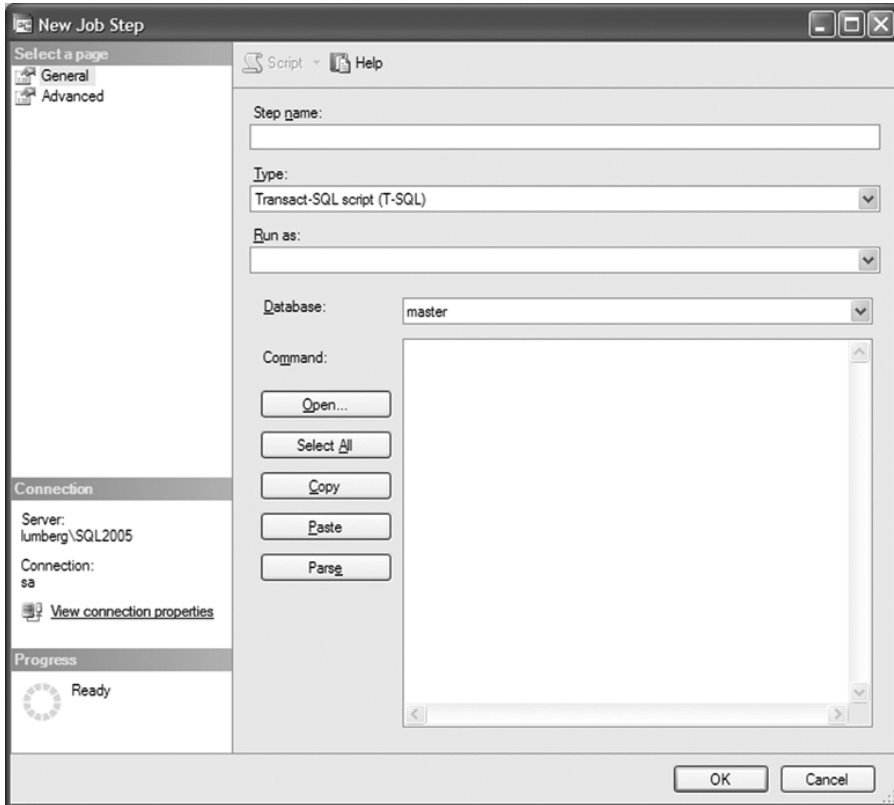 New Job Step
Select a page
General
Advanced
Script
Help
Step name:
Type:
Transact-SQL script (T-SQL)
Run as:
Database:
master
Command:
Open...
Select All
Copy
Paste
Parse
Connection
Server:
lumberg\SQL2005
Connection:
sa
View connection properties
Progress
Ready
OK
Cancel